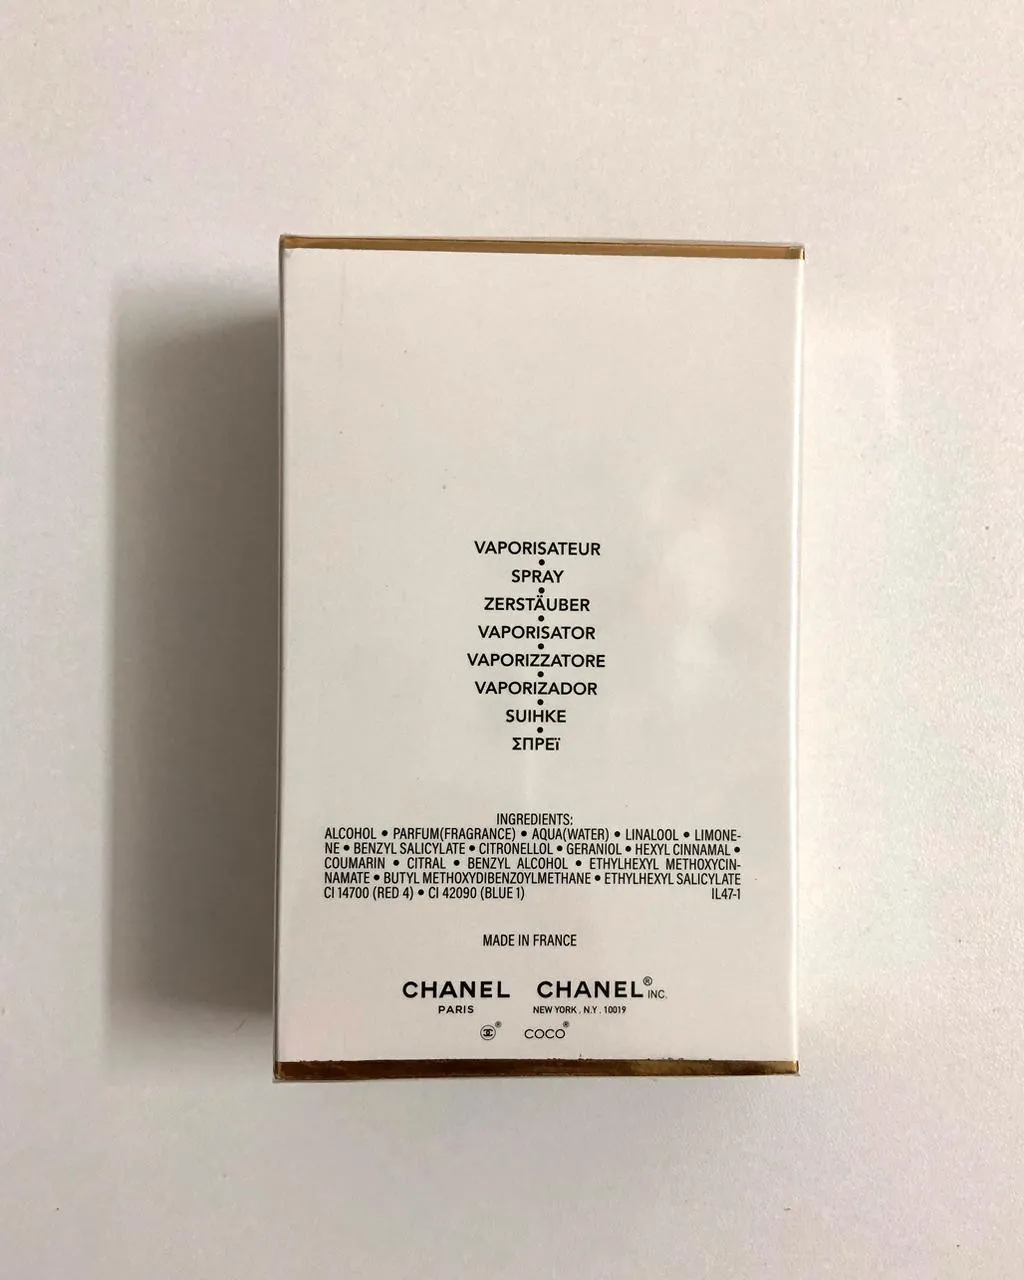 VAPORISATEUR
•
SPRAY
•
ZERSTÄUBER
•
VAPORISATOR
•
VAPORIZZATORE
•
VAPORIZADOR
•
SUIHKE
•
ΣΠΡΕϊ
INGREDIENTS:
ALCOHOL • PARFUM(FRAGRANCE) • AQUA(WATER) • LINALOOL • LIMONE-
NE • BENZYL SALICYLATE • CITRONELLOL • GERANIOL • HEXYL CINNAMAL •
COUMARIN • CITRAL • BENZYL ALCOHOL • ETHYLHEXYL METHOXYCIN-
NAMATE • BUTYL METHOXYDIBENZOYLMETHANE • ETHYLHEXYL SALICYLATE
CI 14700 (RED 4) • CI 42090 (BLUE 1) IL47-1
MADE IN FRANCE
CHANEL CHANEL® INC.
PARIS NEW YORK . N.Y . 10019
® COCO®